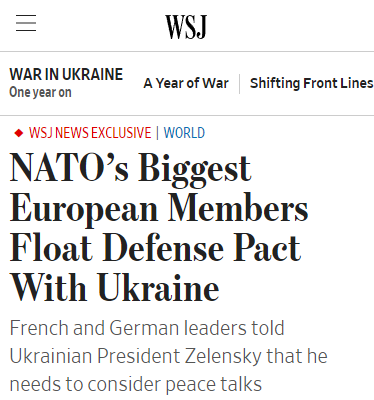 WSJ
WAR IN UKRAINE
One year on
A Year of War
Shifting Front Lines
WSJ NEWS EXCLUSIVE | WORLD
NATO's Biggest
European Members
Float Defense Pact
With Ukraine
French and German leaders told
Ukrainian President Zelensky that he
needs to consider peace talks